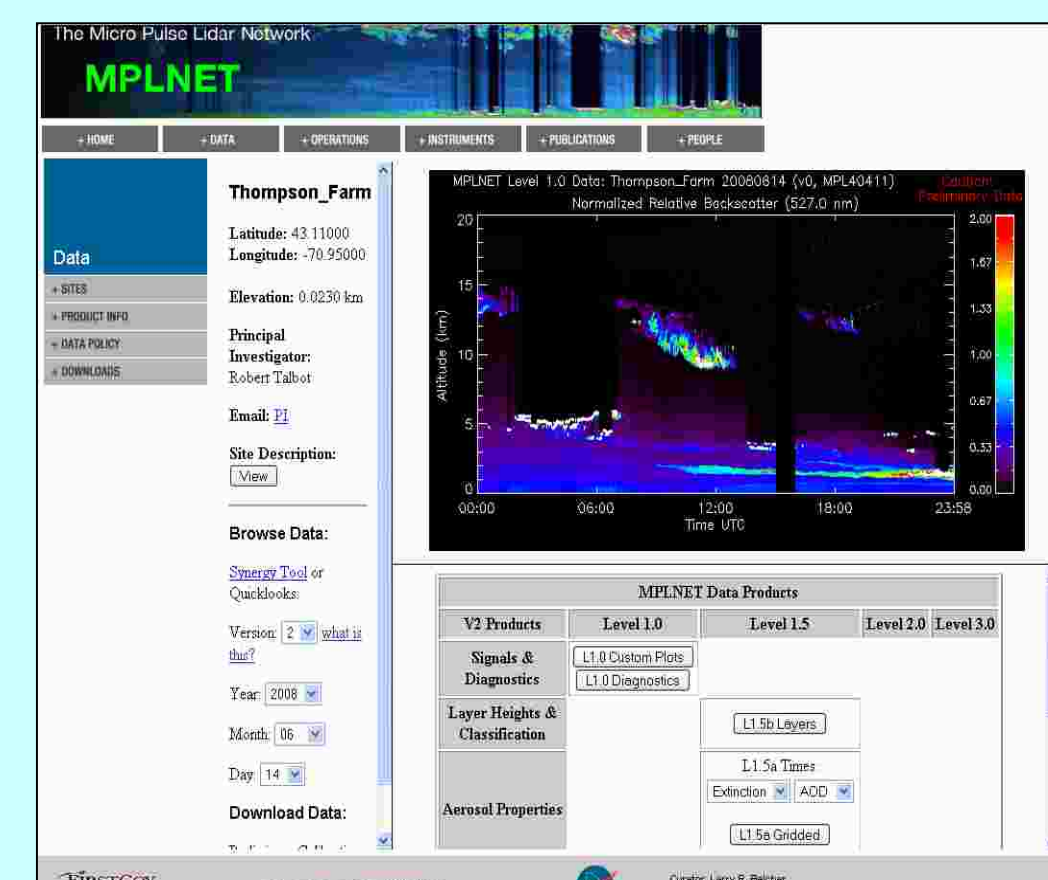 The Micro Pulse Lidar Network
MPLNET
+ HOME
+ DATA
+ OPERATIONS
+ INSTRUMENTS
+ PUBLICATIONS
+ PEOPLE
Data
+ SITES
+ PRODUCT INFO
+ DATA POLICY
+ DOWNLOADS
Thompson_Farm
Latitude: 43.11000
Longitude: -70.95000
Elevation: 0.0230 km
Principal
Investigator:
Robert Talbot
Email: PI
Site Description:
View
Browse Data:
Synergy Tool or
Quicklooks:
Version: 2 what is
this?
Year: 2008
Month: 06
Day: 14
Download Data:
MPLNET Level 1.0 Data: Thompson_Farm 20080614 (v0, MPL40411)
Normalized Relative Backscatter (527.0 nm)
Caution:
Preliminary Data
Altitude (km)
20
15
10
5
0
00:00
06:00
12:00
18:00
23:58
Time UTC
2.00
1.67
1.33
1.00
0.67
0.33
0.00
MPLNET Data Products
V2 Products Level 1.0 Level 1.5 Level 2.0 Level 3.0
Signals &
Diagnostics
L1.0 Custom Plots
L1.0 Diagnostics
Layer Heights &
Classification
L1.5b Layers
Aerosol Properties
L1.5a Times
Extinction AOD
L1.5a Gridded
FIRSTGOV
Curator: Larry R. Belcher